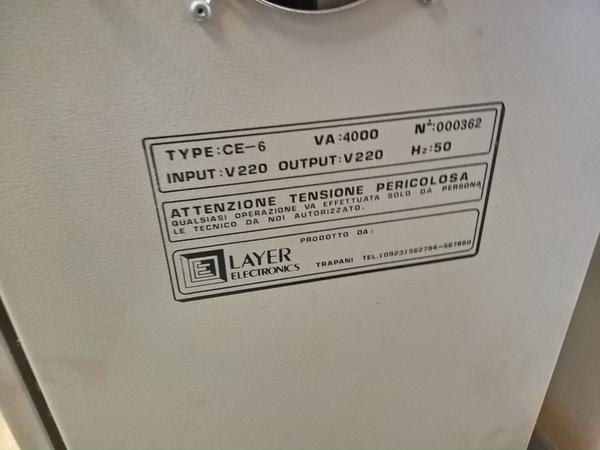 TYPE:CE-6 VA:4000 N°:000362
INPUT:V220 OUTPUT:V220 Hz:50
ATTENZIONE TENSIONE PERICOLOSA
QUALSIASI OPERAZIONE VA EFFETTUATA SOLO DA PERSONA
LE TECNICO DA NOI AUTORIZZATO.
PRODOTTO DA:
LAYER
ELECTRONICS
TRAPANI TEL.(0923)562794-567880